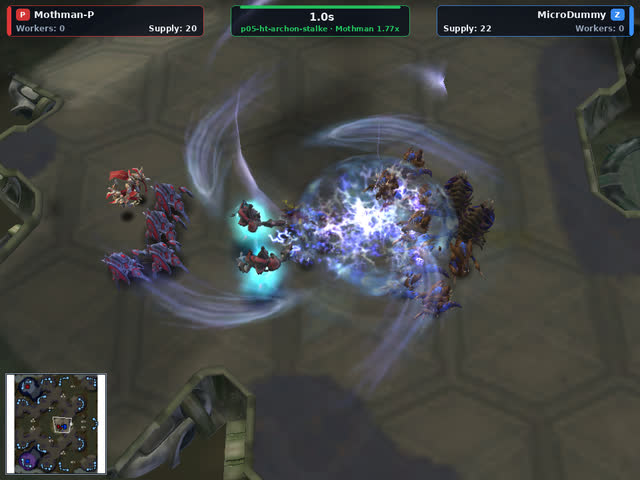 P Mothman-P
Workers: 0 Supply: 20
1.0s
p05-ht-archon-stalke · Mothman 1.77x
MicroDummy Z
Supply: 22 Workers: 0